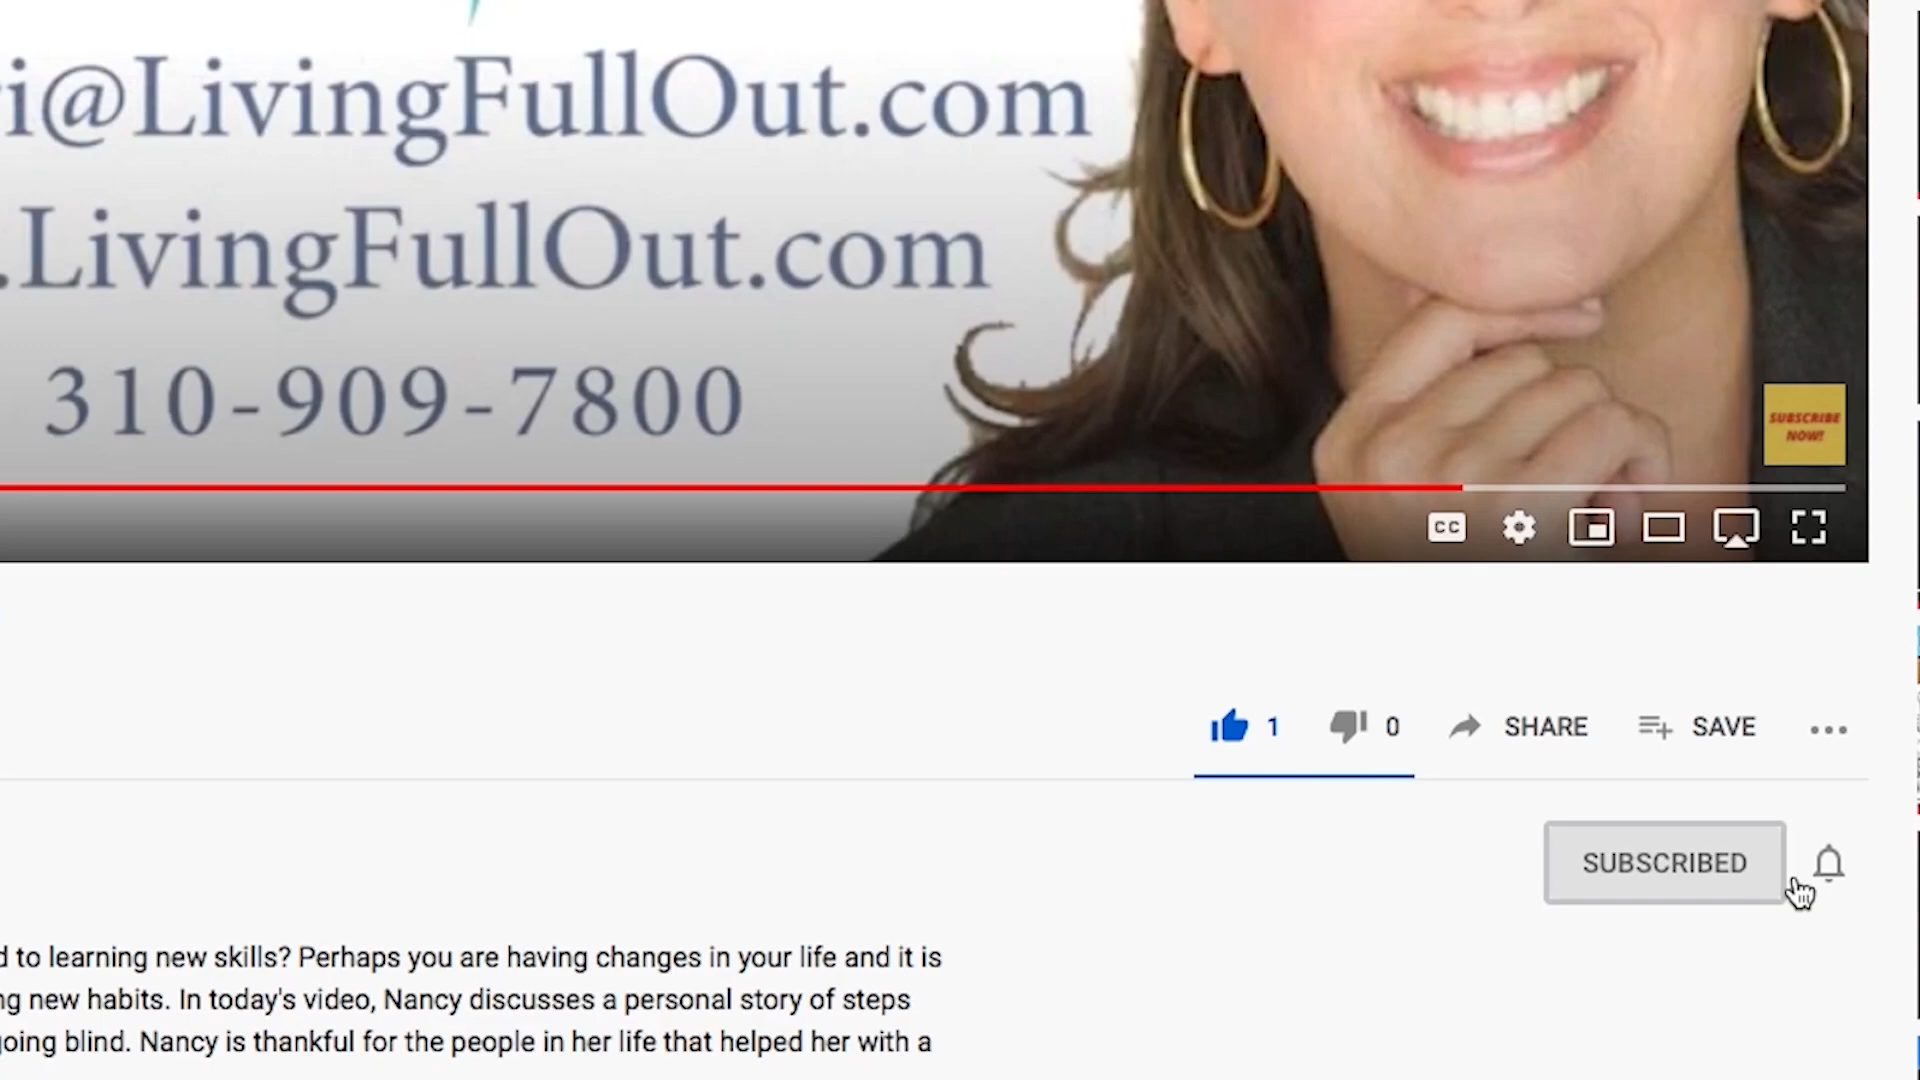 i@LivingFullOut.com
.LivingFullOut.com
310-909-7800
SUBSCRIBE
NOW!
CC
1 0 SHARE SAVE
SUBSCRIBED
to learning new skills? Perhaps you are having changes in your life and it is
new habits. In today's video, Nancy discusses a personal story of steps
going blind. Nancy is thankful for the people in her life that helped her with a